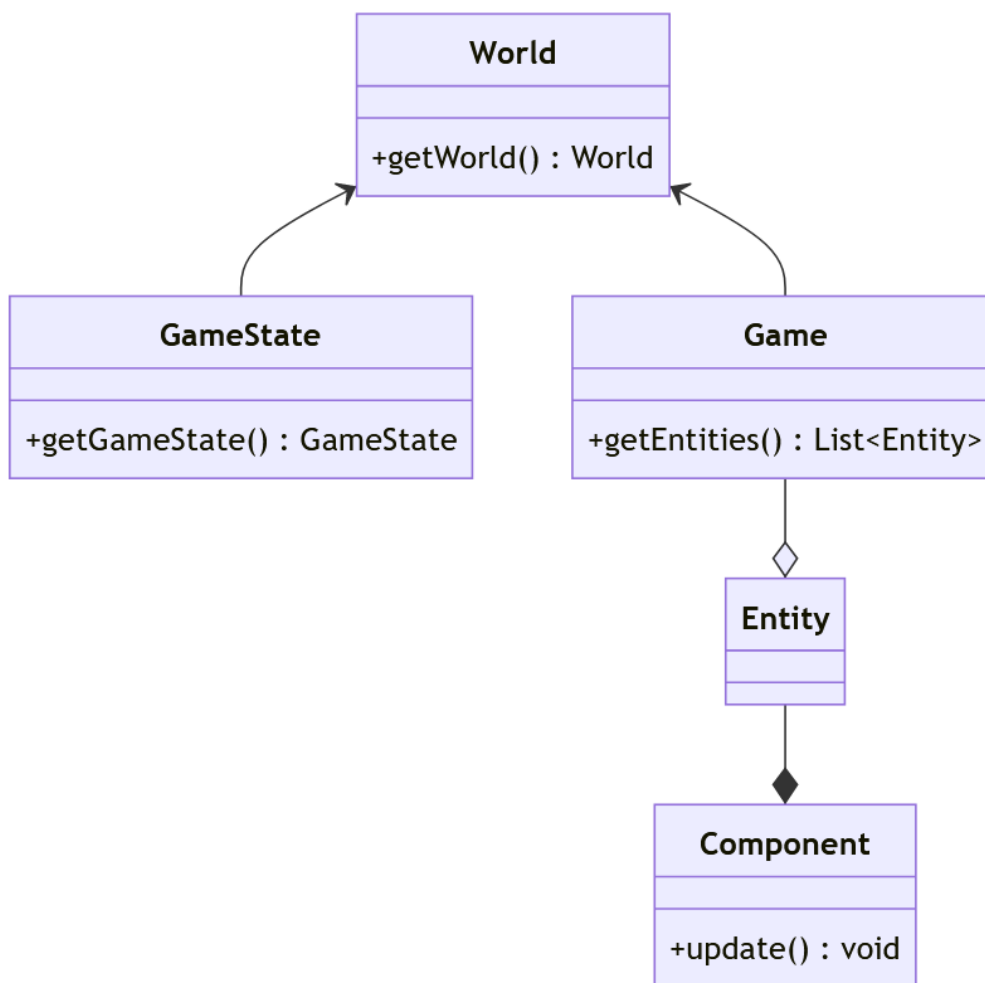 World
+getWorld() : World
GameState
Game
+getGameState() : GameState
+getEntities() : List<Entity>
Entity
Component
+update() : void